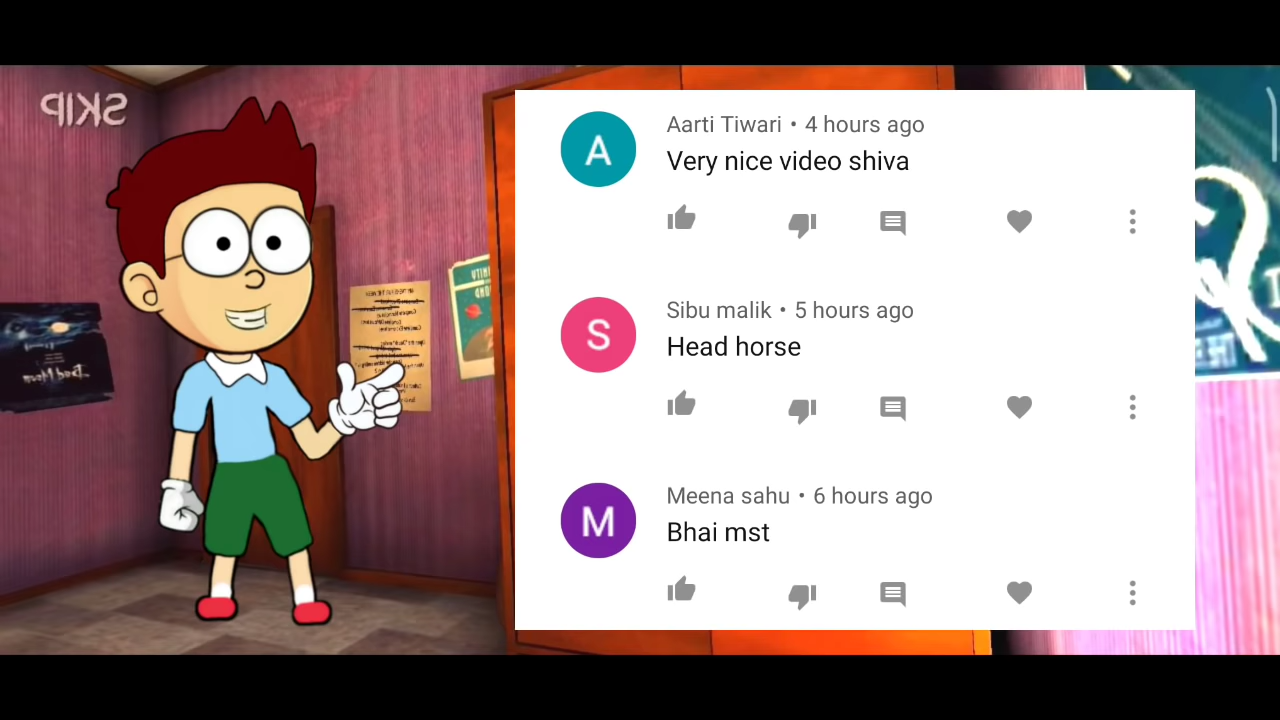 SKIP
Aarti Tiwari • 4 hours ago
Very nice video shiva
Sibu malik • 5 hours ago
Head horse
Meena sahu • 6 hours ago
Bhai mst